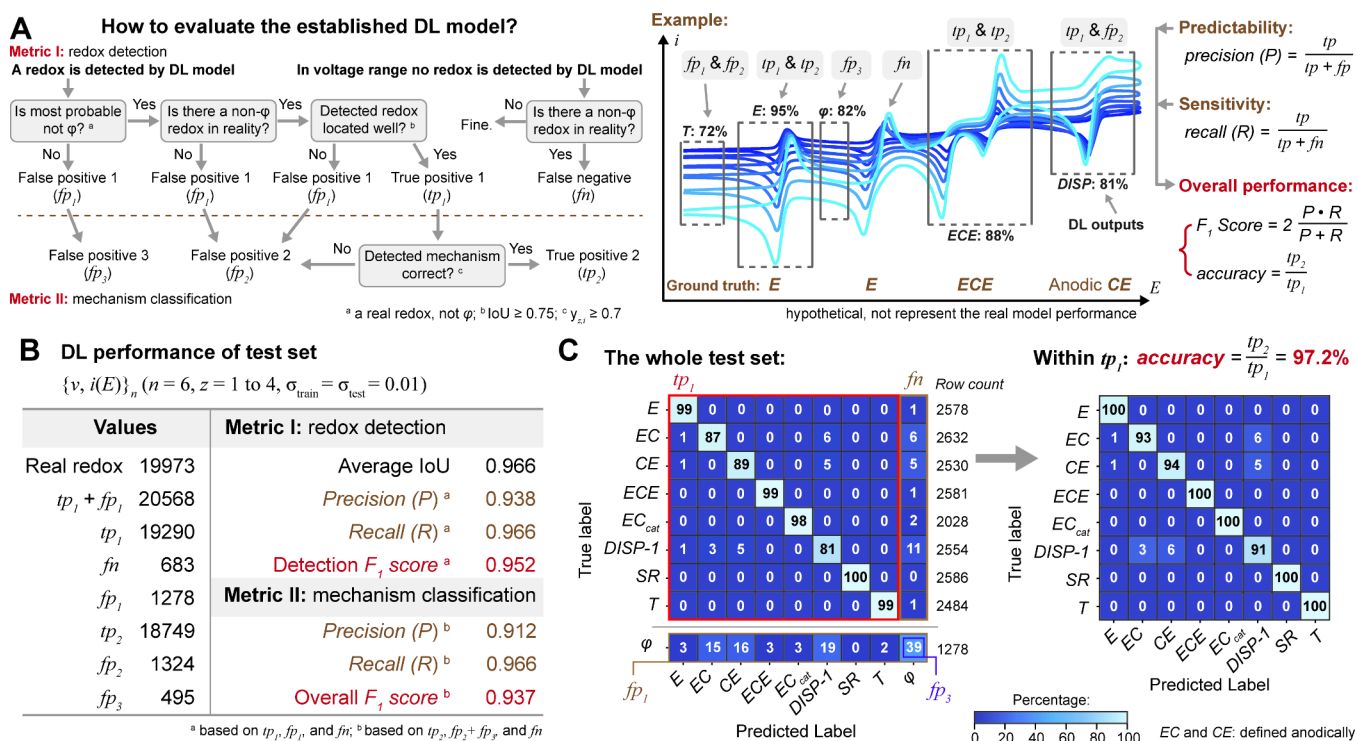 A
How to evaluate the established DL model?
Metric I: redox detection
A redox is detected by DL model
In voltage range no redox is detected by DL model
Is most probable
not φ? a
Yes
Is there a non-φ
redox in reality?
Yes
Detected redox
located well? b
Fine.
No
Is there a non-φ
redox in reality?
No
No
No
Yes
Yes
False positive 1
(fp1)
False positive 1
(fp1)
False positive 1
(fp1)
True positive 1
(tp1)
False negative
(fn)
False positive 3
(fp3)
False positive 2
(fp2)
No
Detected mechanism
correct? c
Yes
True positive 2
(tp2)
Metric II: mechanism classification
a a real redox, not φ; b IoU ≥ 0.75; c yz,i ≥ 0.7
Example:
i
fp1 & fp2
tp1 & tp2
fp3
fn
tp1 & tp2
tp1 & fp2
T: 72%
E: 95%
φ: 82%
ECE: 88%
DISP: 81%
DL outputs
Ground truth: E
E
ECE
Anodic CE
E
hypothetical, not represent the real model performance
Predictability:
precision (P) = tp / tp + fp
Sensitivity:
recall (R) = tp / tp + fn
Overall performance:
F1 Score = 2 P • R / P + R
accuracy = tp2 / tp1
B
DL performance of test set
{v, i(E)}n (n = 6, z = 1 to 4, σtrain = σtest = 0.01)
Values
Metric I: redox detection
Real redox 19973
Average IoU 0.966
tp1 + fp1 20568
Precision (P) a 0.938
tp1 19290
Recall (R) a 0.966
fn 683
Detection F1 score a 0.952
fp1 1278
Metric II: mechanism classification
tp2 18749
Precision (P) b 0.912
fp2 1324
Recall (R) b 0.966
fp3 495
Overall F1 score b 0.937
a based on tp1, fp1, and fn; b based on tp2, fp2+ fp3, and fn
C
The whole test set:
tp1
fn
Row count
True label
E 99 0 0 0 0 0 0 0 1 2578
EC 1 87 0 0 0 6 0 0 6 2632
CE 1 0 89 0 0 5 0 0 5 2530
ECE 0 0 0 99 0 0 0 0 1 2581
ECcat 0 0 0 0 98 0 0 0 2 2028
DISP-1 1 3 5 0 0 81 0 0 11 2554
SR 0 0 0 0 0 0 100 0 0 2586
T 0 0 0 0 0 0 0 99 1 2484
φ 3 15 16 3 3 19 0 2 39 1278
fp1
E EC CE ECE ECcat DISP-1 SR T φ
fp3
Predicted Label
Within tp1: accuracy = tp2 / tp1 = 97.2%
True label
E 100 0 0 0 0 0 0 0
EC 1 93 0 0 0 6 0 0
CE 1 0 94 0 0 5 0 0
ECE 0 0 0 100 0 0 0 0
ECcat 0 0 0 0 100 0 0 0
DISP-1 0 3 6 0 0 91 0 0
SR 0 0 0 0 0 0 100 0
T 0 0 0 0 0 0 0 100
E EC CE ECE ECcat DISP-1 SR T
Predicted Label
Percentage:
0 20 40 60 80 100
EC and CE: defined anodically